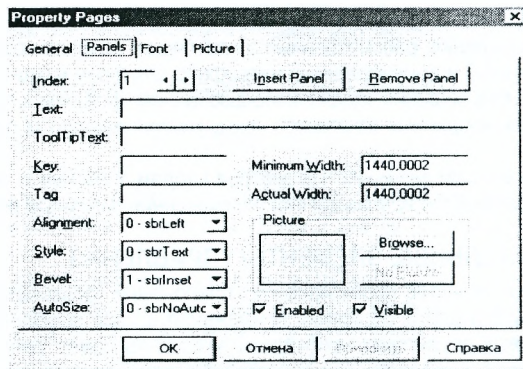 Property Pages
General Panels Font Picture
Index: 1 Insert Panel Remove Panel
Text:
ToolTipText:
Key: Minimum Width: 1440,0002
Tag Actual Width: 1440,0002
Alignment: 0 - sbrLeft Picture
Style: 0 - sbrText Browse...
Bevel: 1 - sbrInset No Picture
AutoSize: 0 - sbrNoAuto
Enabled Visible
OK Отмена Применить Справка